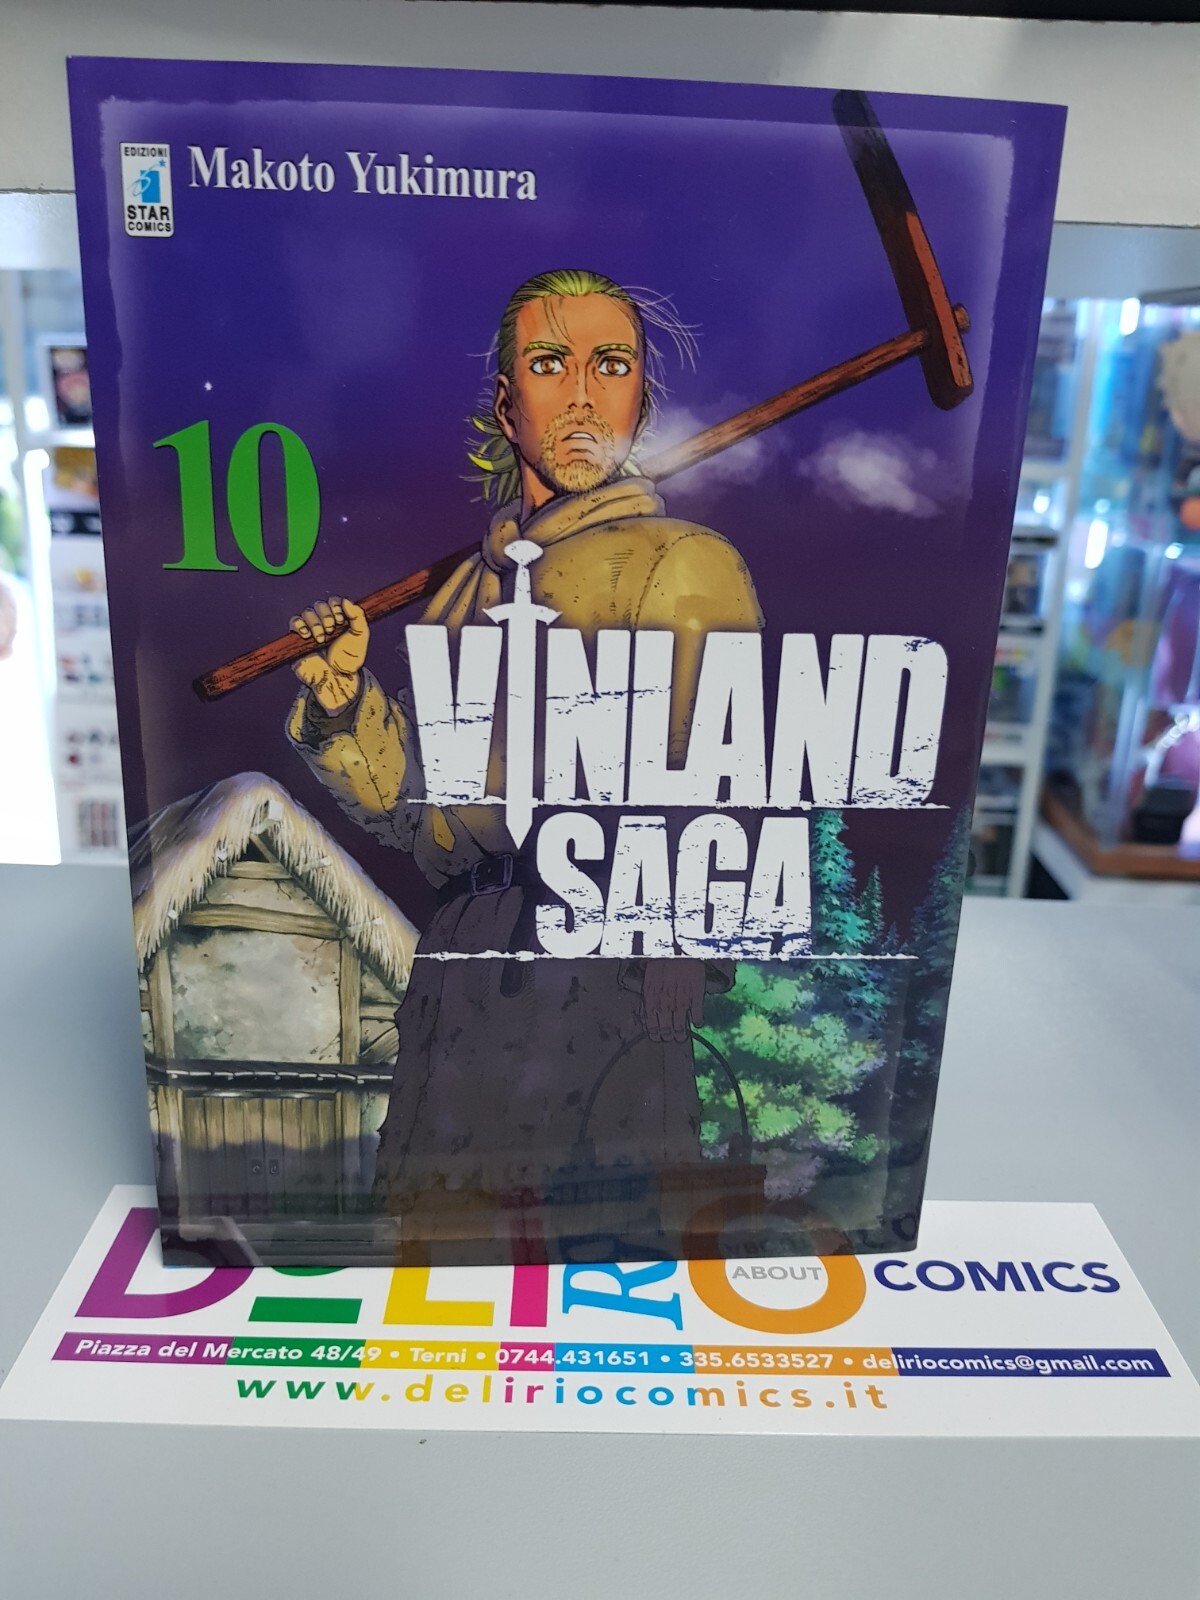 EDIZIONI
STAR
COMICS
Makoto Yukimura
10
VINLAND
SAGA
DELIRIO COMICS
ABOUT
Piazza del Mercato 48/49 • Terni • 0744.431651 • 335.6533527 • deliriocomics@gmail.com
www.deliriocomics.it